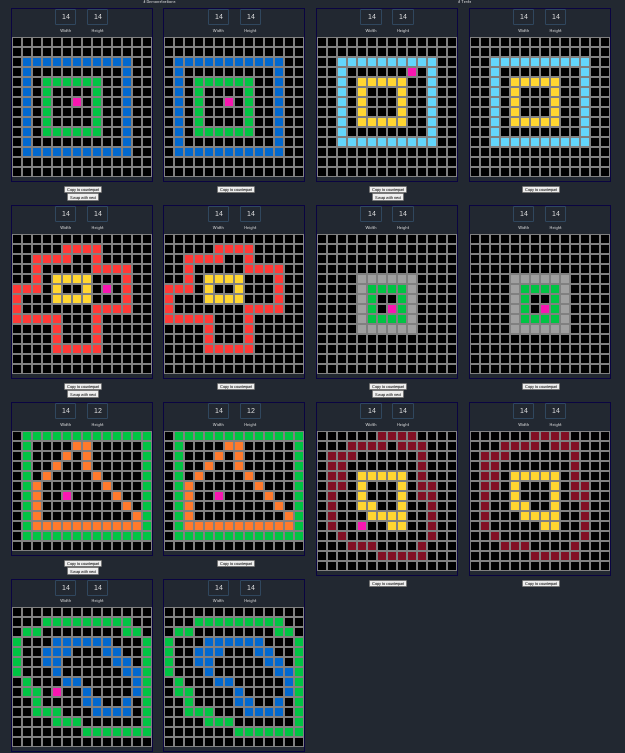 4 Demonstrations
3 Tests
14 14 14 14 14 14 14 14
Width Height Width Height Width Height Width Height
Copy to counterpart Copy to counterpart Copy to counterpart Copy to counterpart
Swap with next Swap with next
14 14 14 14 14 14 14 14
Width Height Width Height Width Height Width Height
Copy to counterpart Copy to counterpart Copy to counterpart Copy to counterpart
Swap with next Swap with next
14 12 14 12 14 14 14 14
Width Height Width Height Width Height Width Height
Copy to counterpart Copy to counterpart Copy to counterpart Copy to counterpart
Swap with next
14 14 14 14
Width Height Width Height